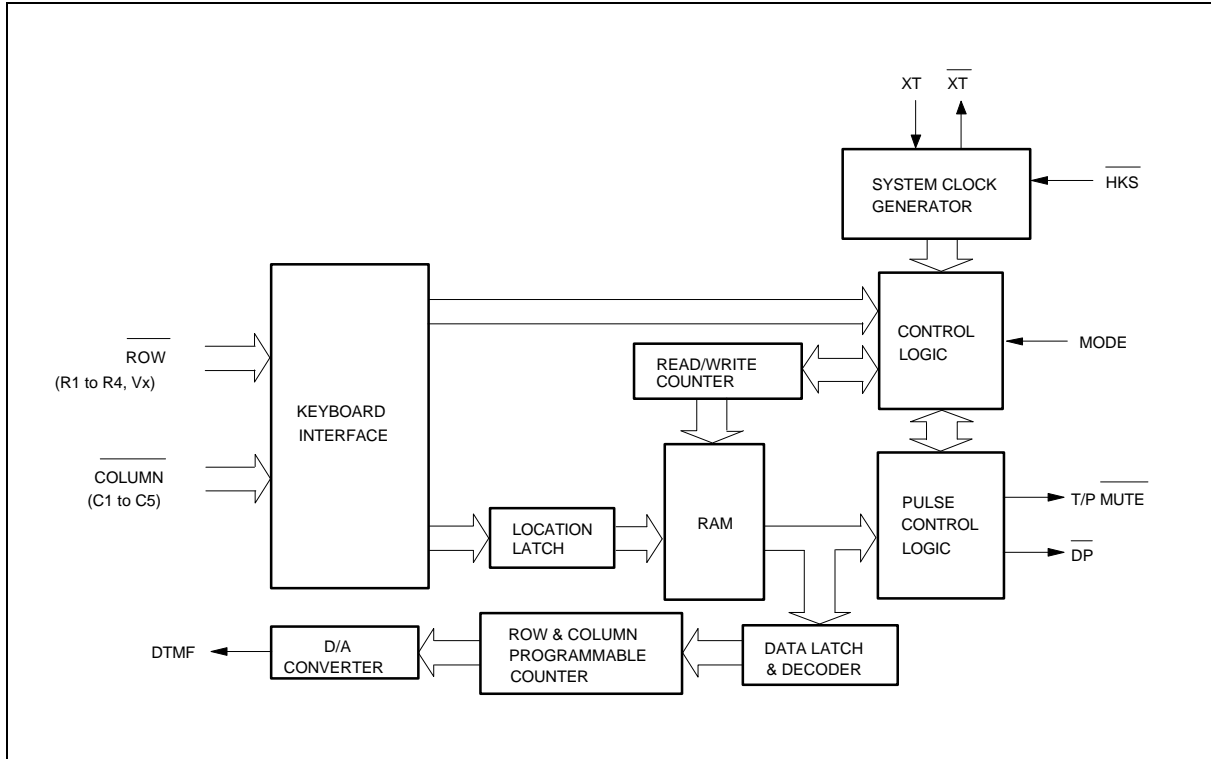 XT XT
SYSTEM CLOCK
GENERATOR
HKS
ROW
(R1 to R4, Vx)
COLUMN
(C1 to C5)
KEYBOARD
INTERFACE
READ/WRITE
COUNTER
CONTROL
LOGIC
MODE
LOCATION
LATCH
RAM
PULSE
CONTROL
LOGIC
T/P MUTE
DP
DTMF
D/A
CONVERTER
ROW & COLUMN
PROGRAMMABLE
COUNTER
DATA LATCH
& DECODER